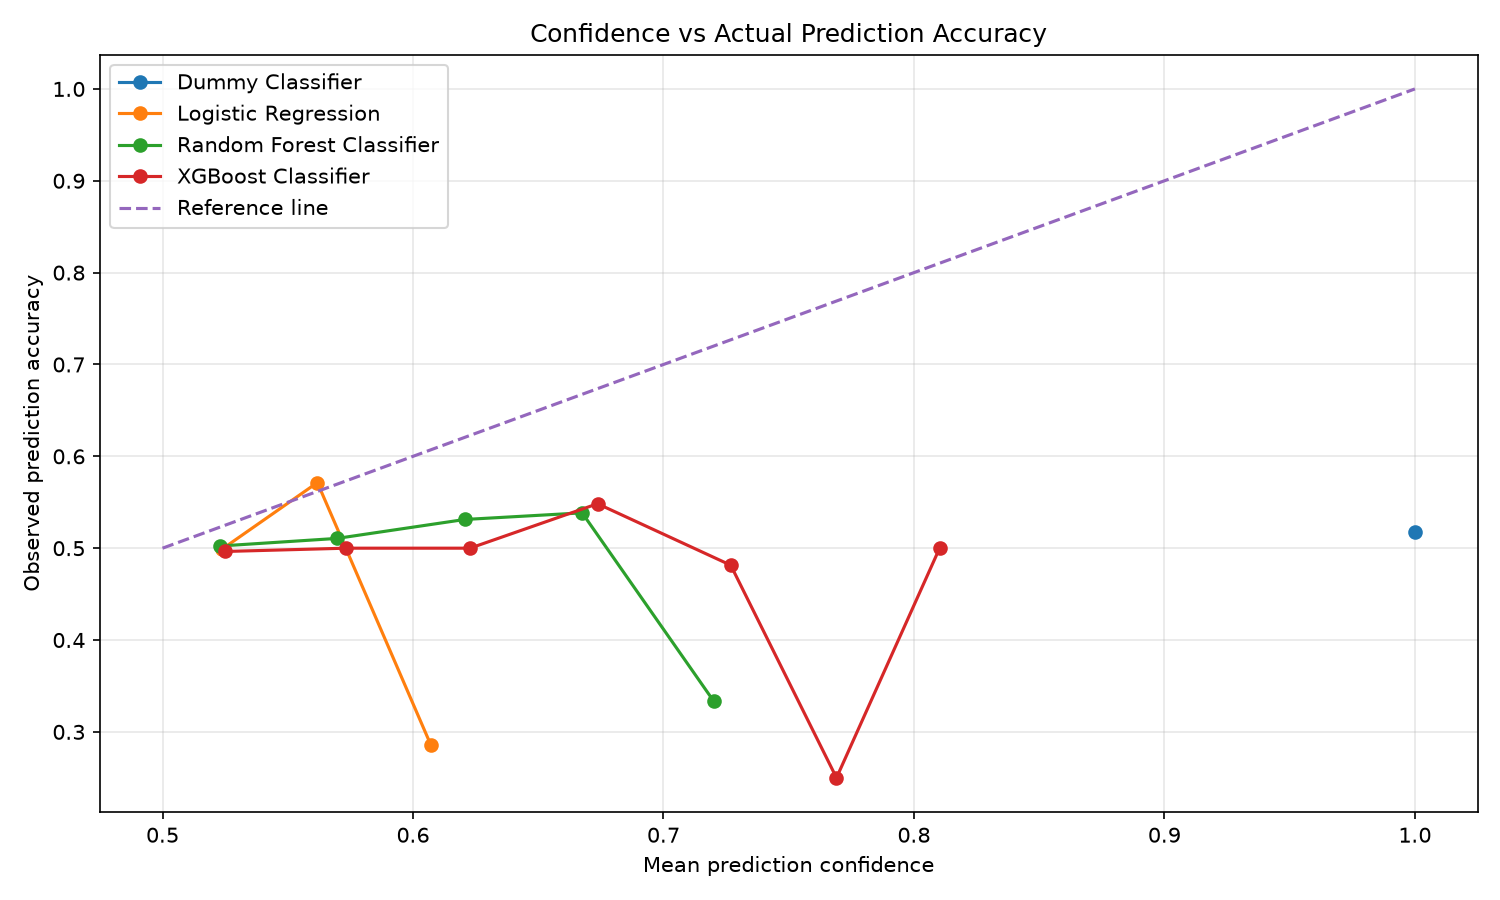 Confidence vs Actual Prediction Accuracy
Dummy Classifier
Logistic Regression
Random Forest Classifier
XGBoost Classifier
Reference line
Observed prediction accuracy
1.0
0.9
0.8
0.7
0.6
0.5
0.4
0.3
0.5 0.6 0.7 0.8 0.9 1.0
Mean prediction confidence